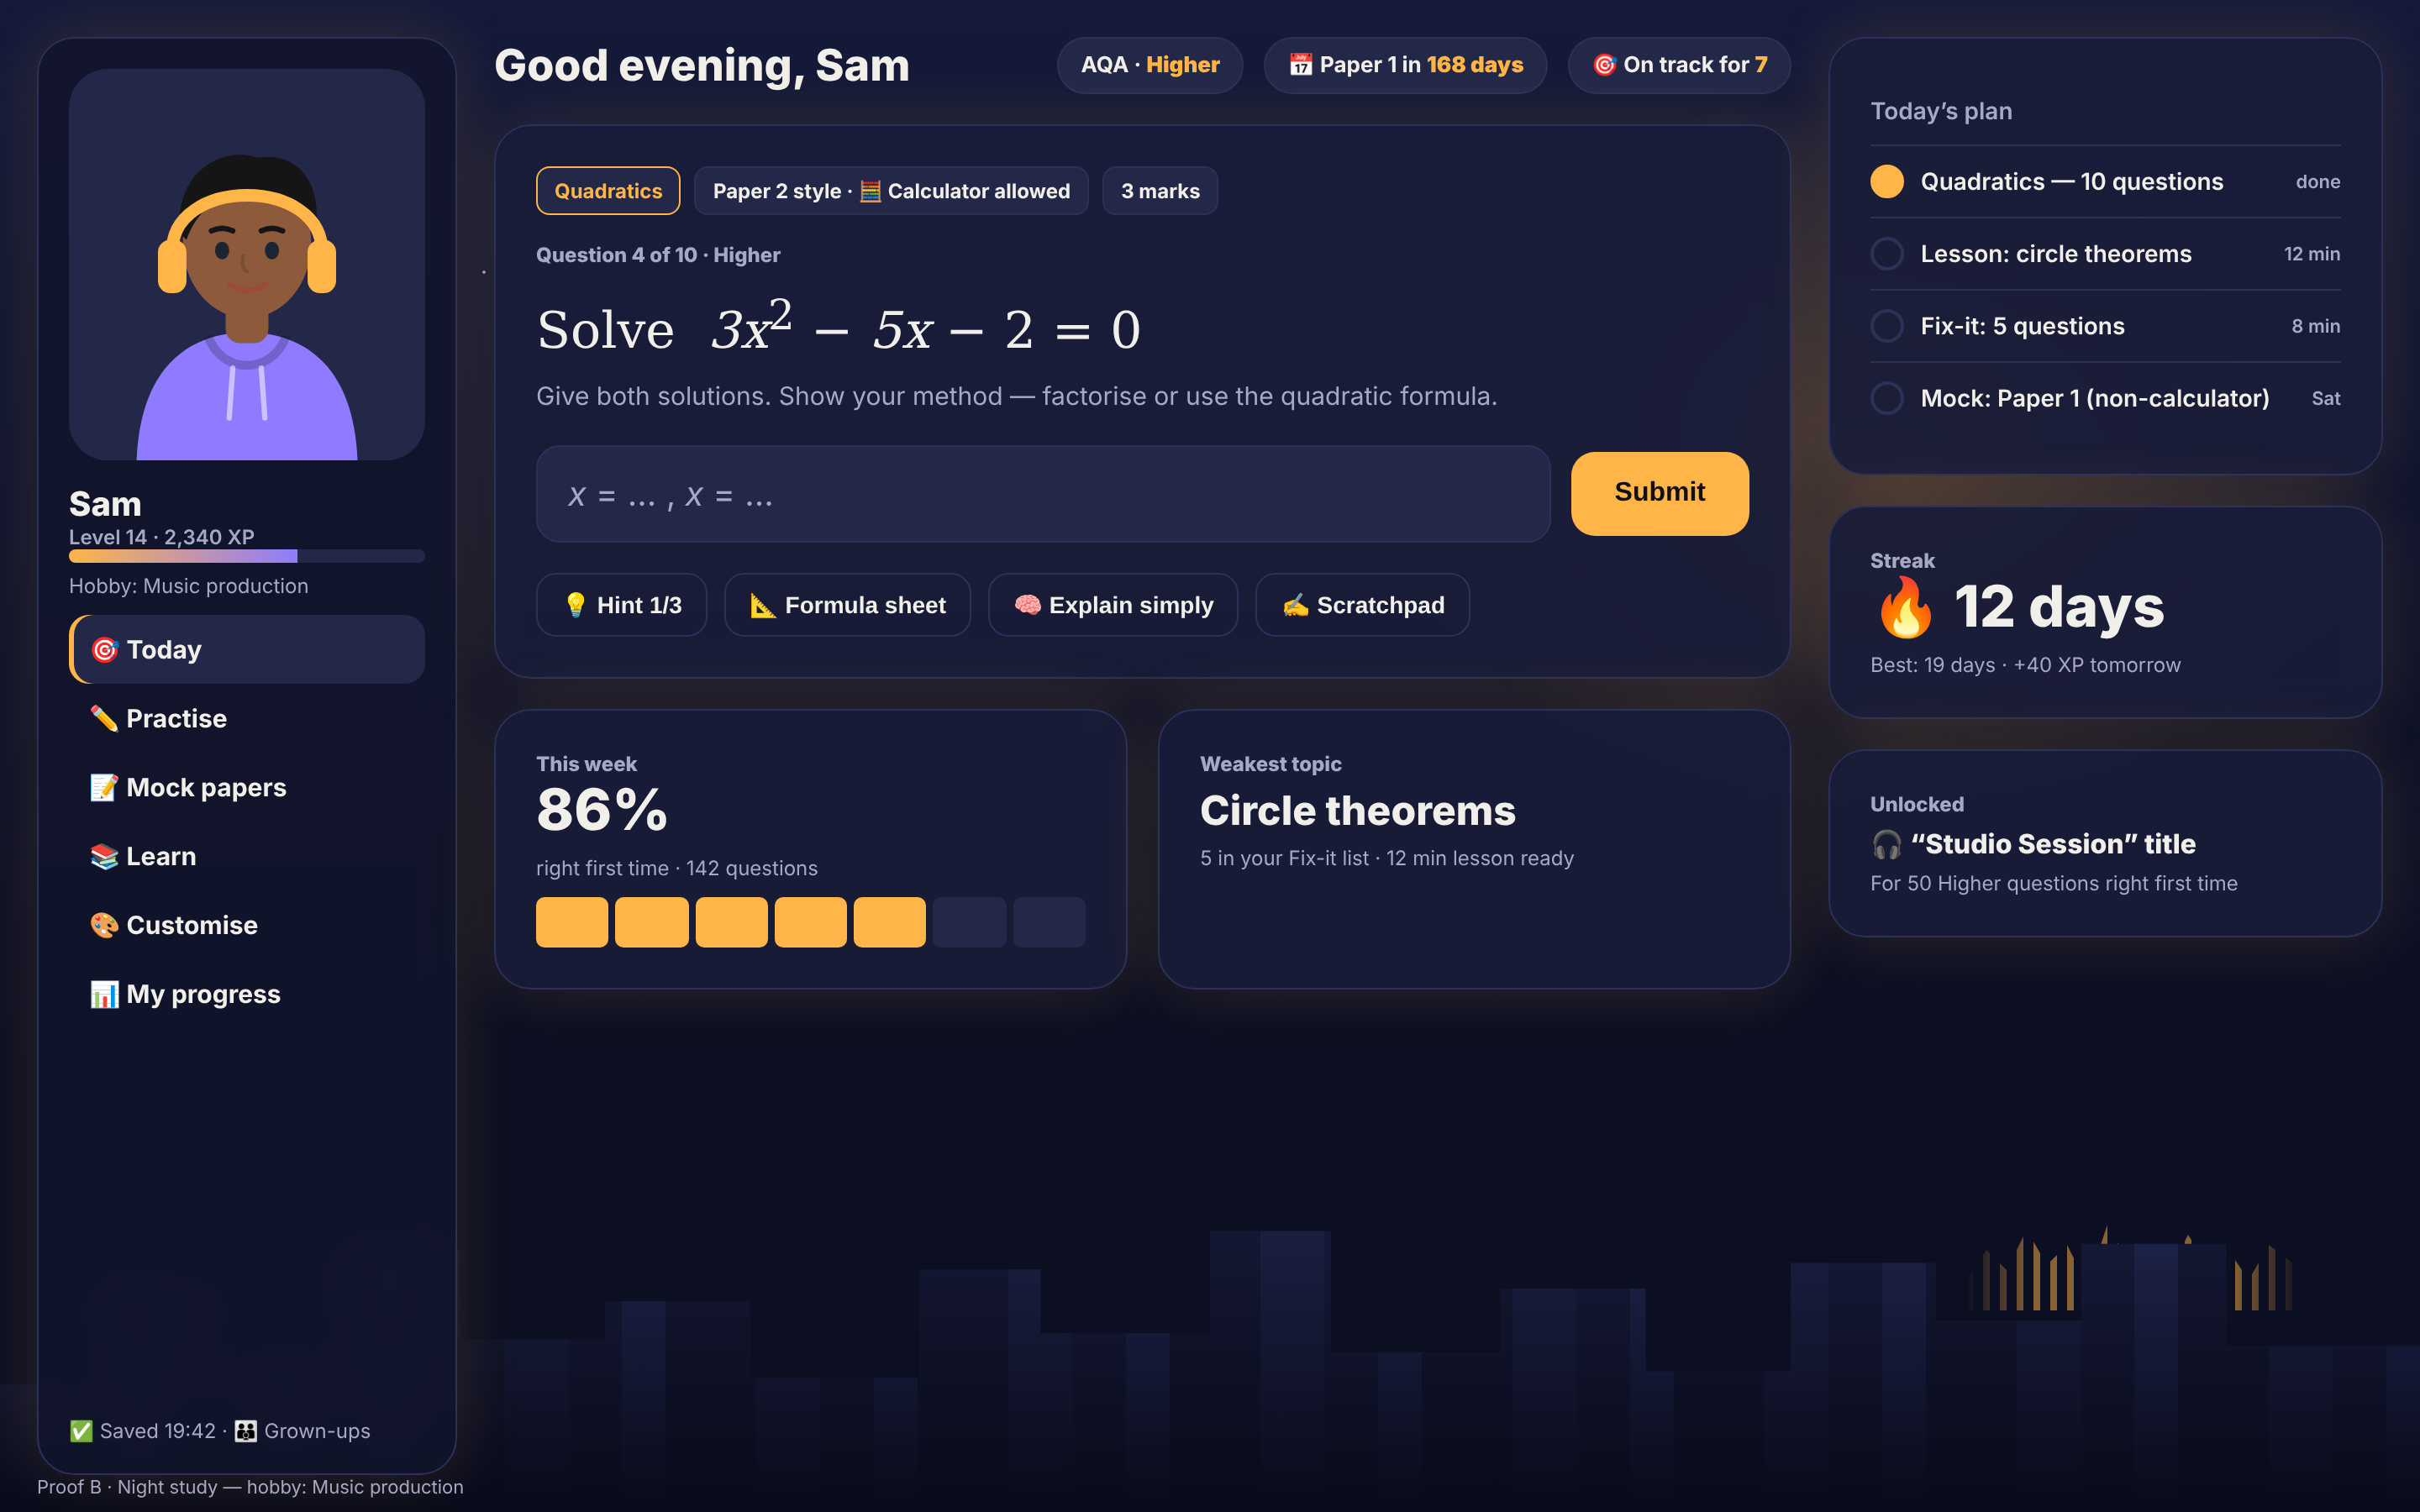 Sam
Level 14 · 2,340 XP
Hobby: Music production
🎯 Today
✏️ Practise
📝 Mock papers
📚 Learn
🎨 Customise
📊 My progress
✅ Saved 19:42 · 👪 Grown-ups
Good evening, Sam
AQA · Higher
📅 Paper 1 in 168 days
🎯 On track for 7
Quadratics
Paper 2 style · 🧮 Calculator allowed
3 marks
Question 4 of 10 · Higher
Solve 3x² − 5x − 2 = 0
Give both solutions. Show your method — factorise or use the quadratic formula.
x = … , x = …
Submit
💡 Hint 1/3
📐 Formula sheet
🧠 Explain simply
✍️ Scratchpad
This week
86%
right first time · 142 questions
Weakest topic
Circle theorems
5 in your Fix-it list · 12 min lesson ready
Today’s plan
Quadratics — 10 questions done
Lesson: circle theorems 12 min
Fix-it: 5 questions 8 min
Mock: Paper 1 (non-calculator) Sat
Streak
🔥 12 days
Best: 19 days · +40 XP tomorrow
Unlocked
🎧 “Studio Session” title
For 50 Higher questions right first time
Proof B · Night study — hobby: Music production